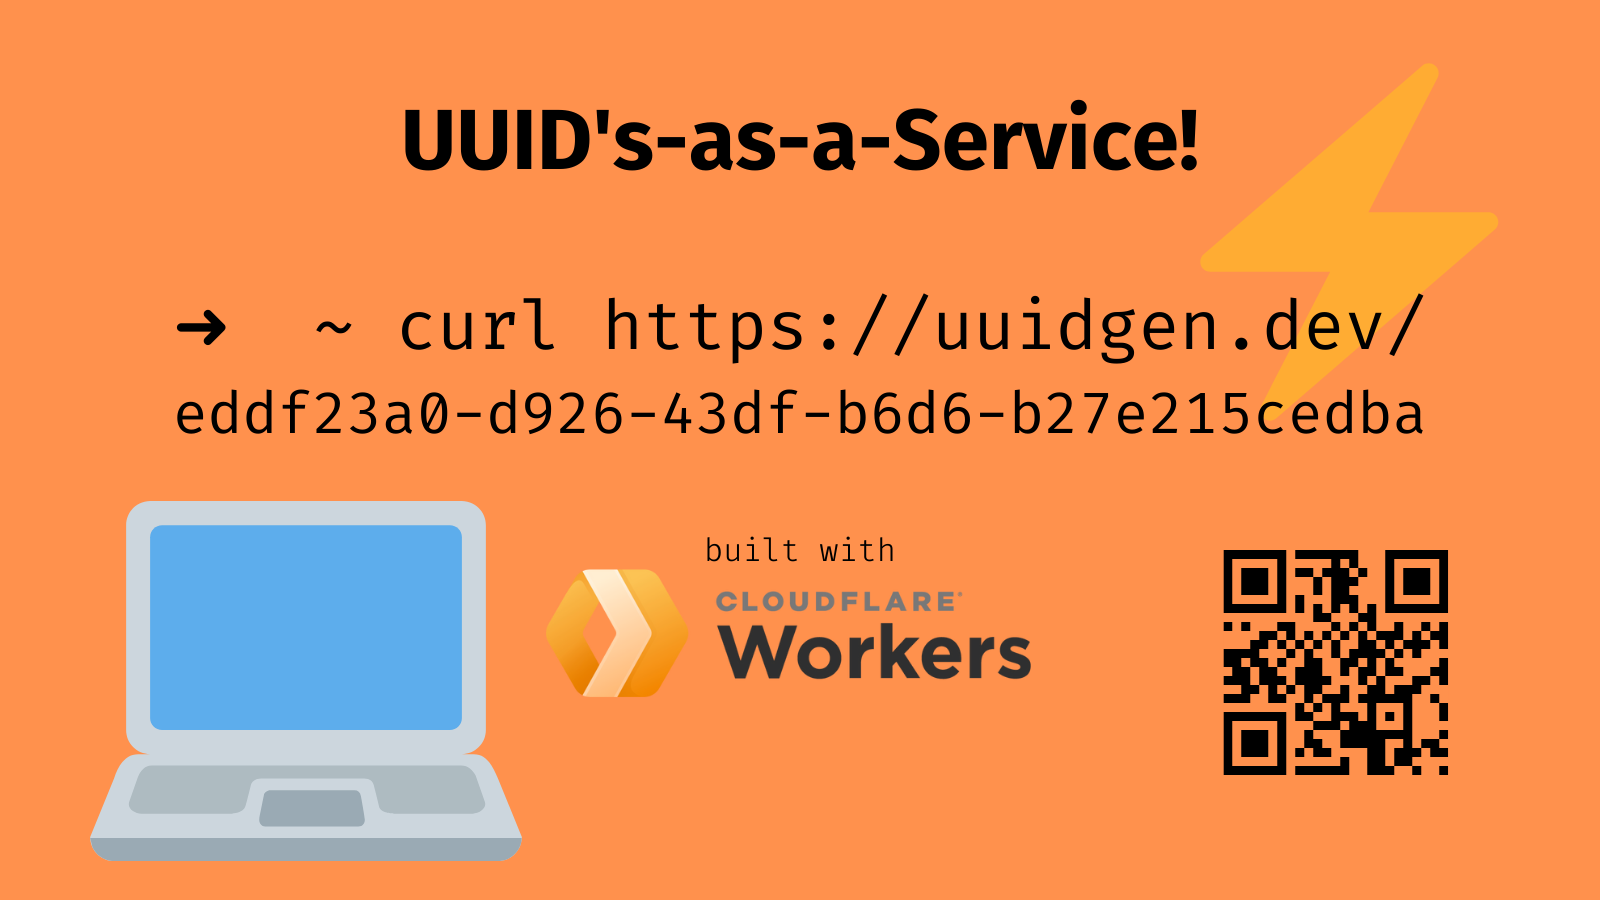 UUID's-as-a-Service!
➜  ~ curl https://uuidgen.dev/
eddf23a0-d926-43df-b6d6-b27e215cedba
built with
CLOUDFLARE
Workers